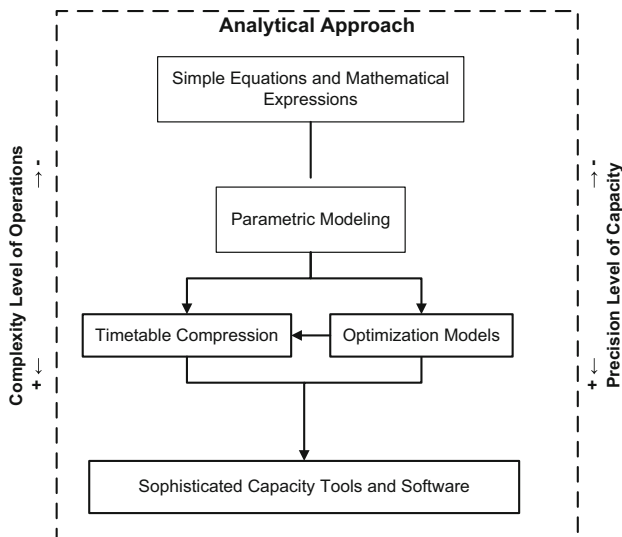 Analytical Approach
Simple Equations and Mathematical
Expressions
Parametric Modeling
Timetable Compression
Optimization Models
Sophisticated Capacity Tools and Software
Complexity Level of Operations
+ ← → -
Precision Level of Capacity
+ ← → -